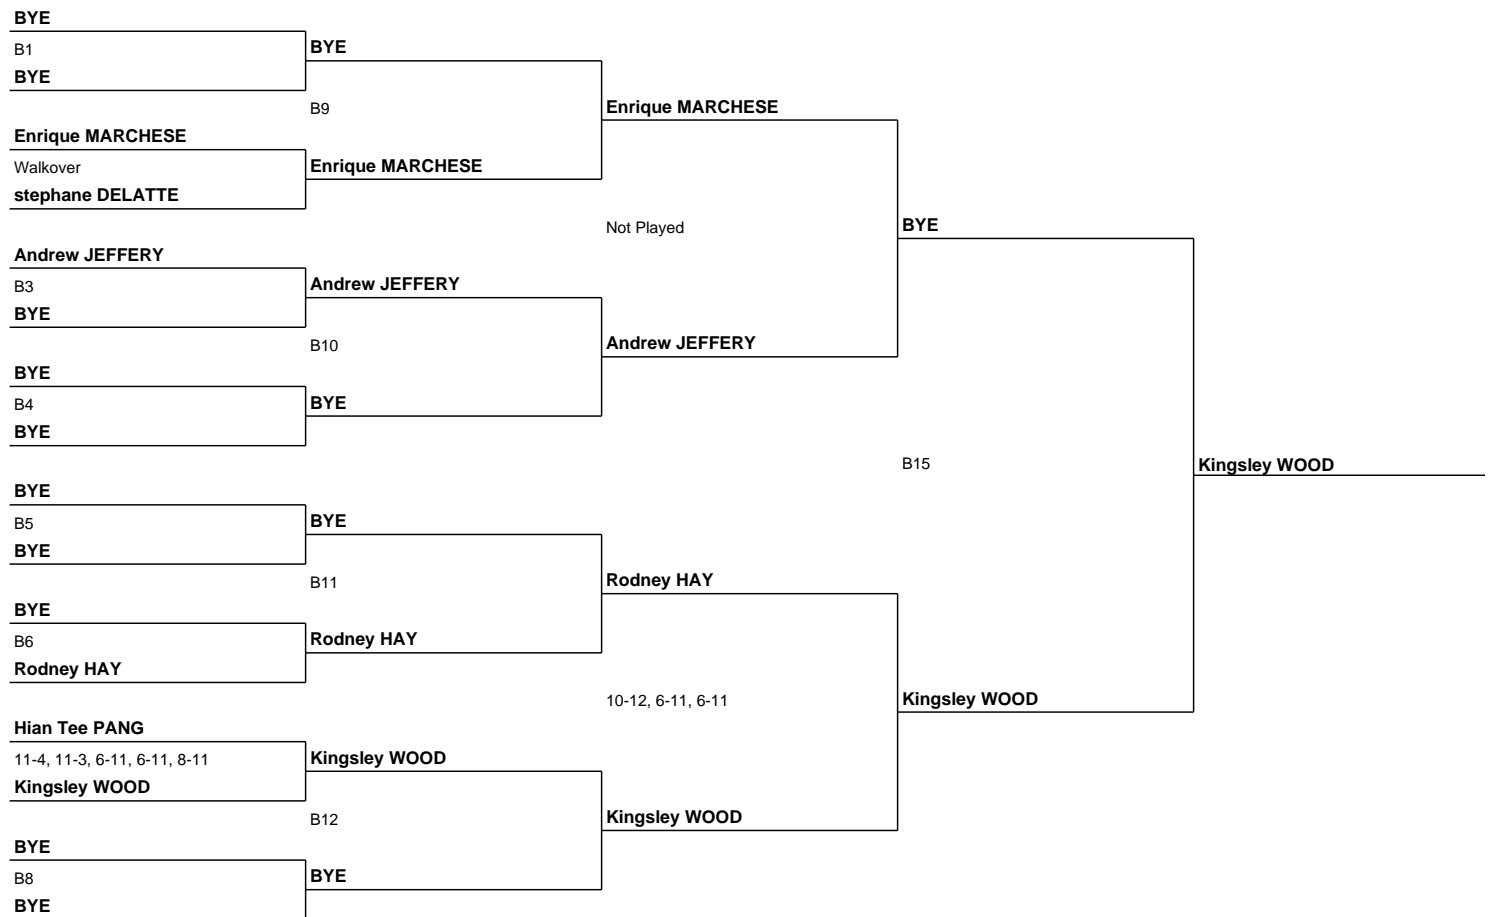 BYE
B1
BYE
BYE
B9
Enrique MARCHESE
Enrique MARCHESE
Walkover
Enrique MARCHESE
stephane DELATTE
Not Played
BYE
Andrew JEFFERY
B3
Andrew JEFFERY
BYE
B10
Andrew JEFFERY
BYE
B4
BYE
BYE
B15
Kingsley WOOD
BYE
B5
BYE
BYE
B11
Rodney HAY
BYE
B6
Rodney HAY
Rodney HAY
10-12, 6-11, 6-11
Kingsley WOOD
Hian Tee PANG
11-4, 11-3, 6-11, 6-11, 8-11
Kingsley WOOD
Kingsley WOOD
B12
Kingsley WOOD
BYE
B8
BYE
BYE